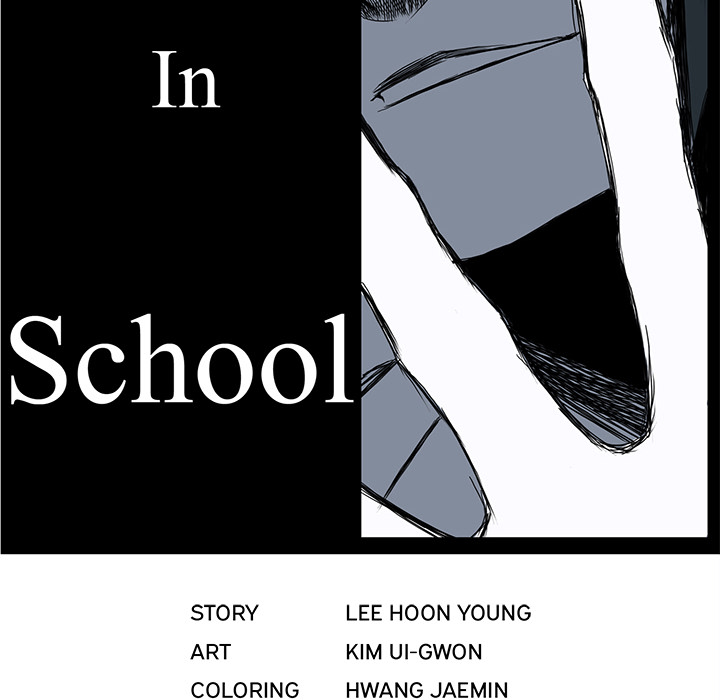 In
School
STORY LEE HOON YOUNG
ART KIM UI-GWON
COLORING HWANG JAEMIN